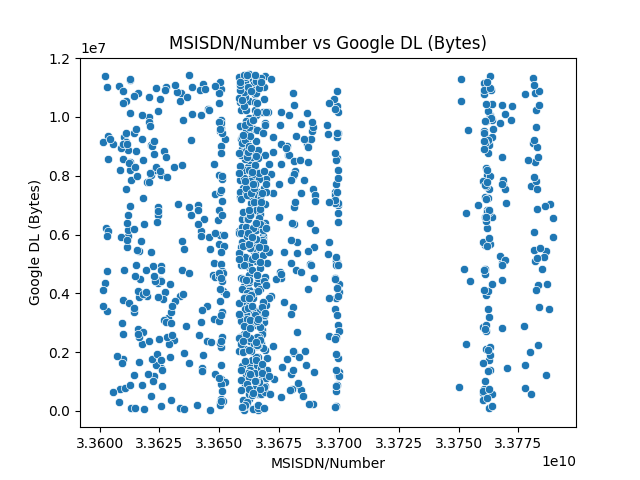 MSISDN/Number vs Google DL (Bytes)
1e7
1.2
1.0
0.8
0.6
0.4
0.2
0.0
Google DL (Bytes)
3.3600 3.3625 3.3650 3.3675 3.3700 3.3725 3.3750 3.3775
1e10
MSISDN/Number